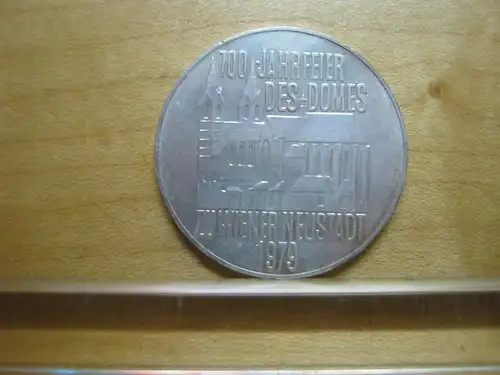 700 JAHRFEIER
DES DOMES
ZU WIENER NEUSTADT
1979